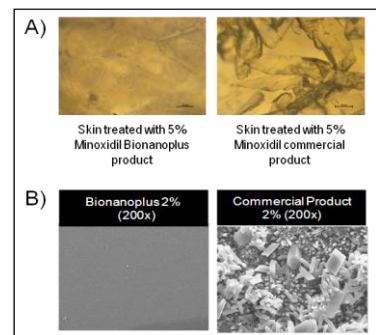 A)
Skin treated with 5%
Minoxidil Bionanoplus
product
Skin treated with 5%
Minoxidil commercial
product
B)
Bionanoplus 2%
(200x)
Commercial Product
2% (200x)